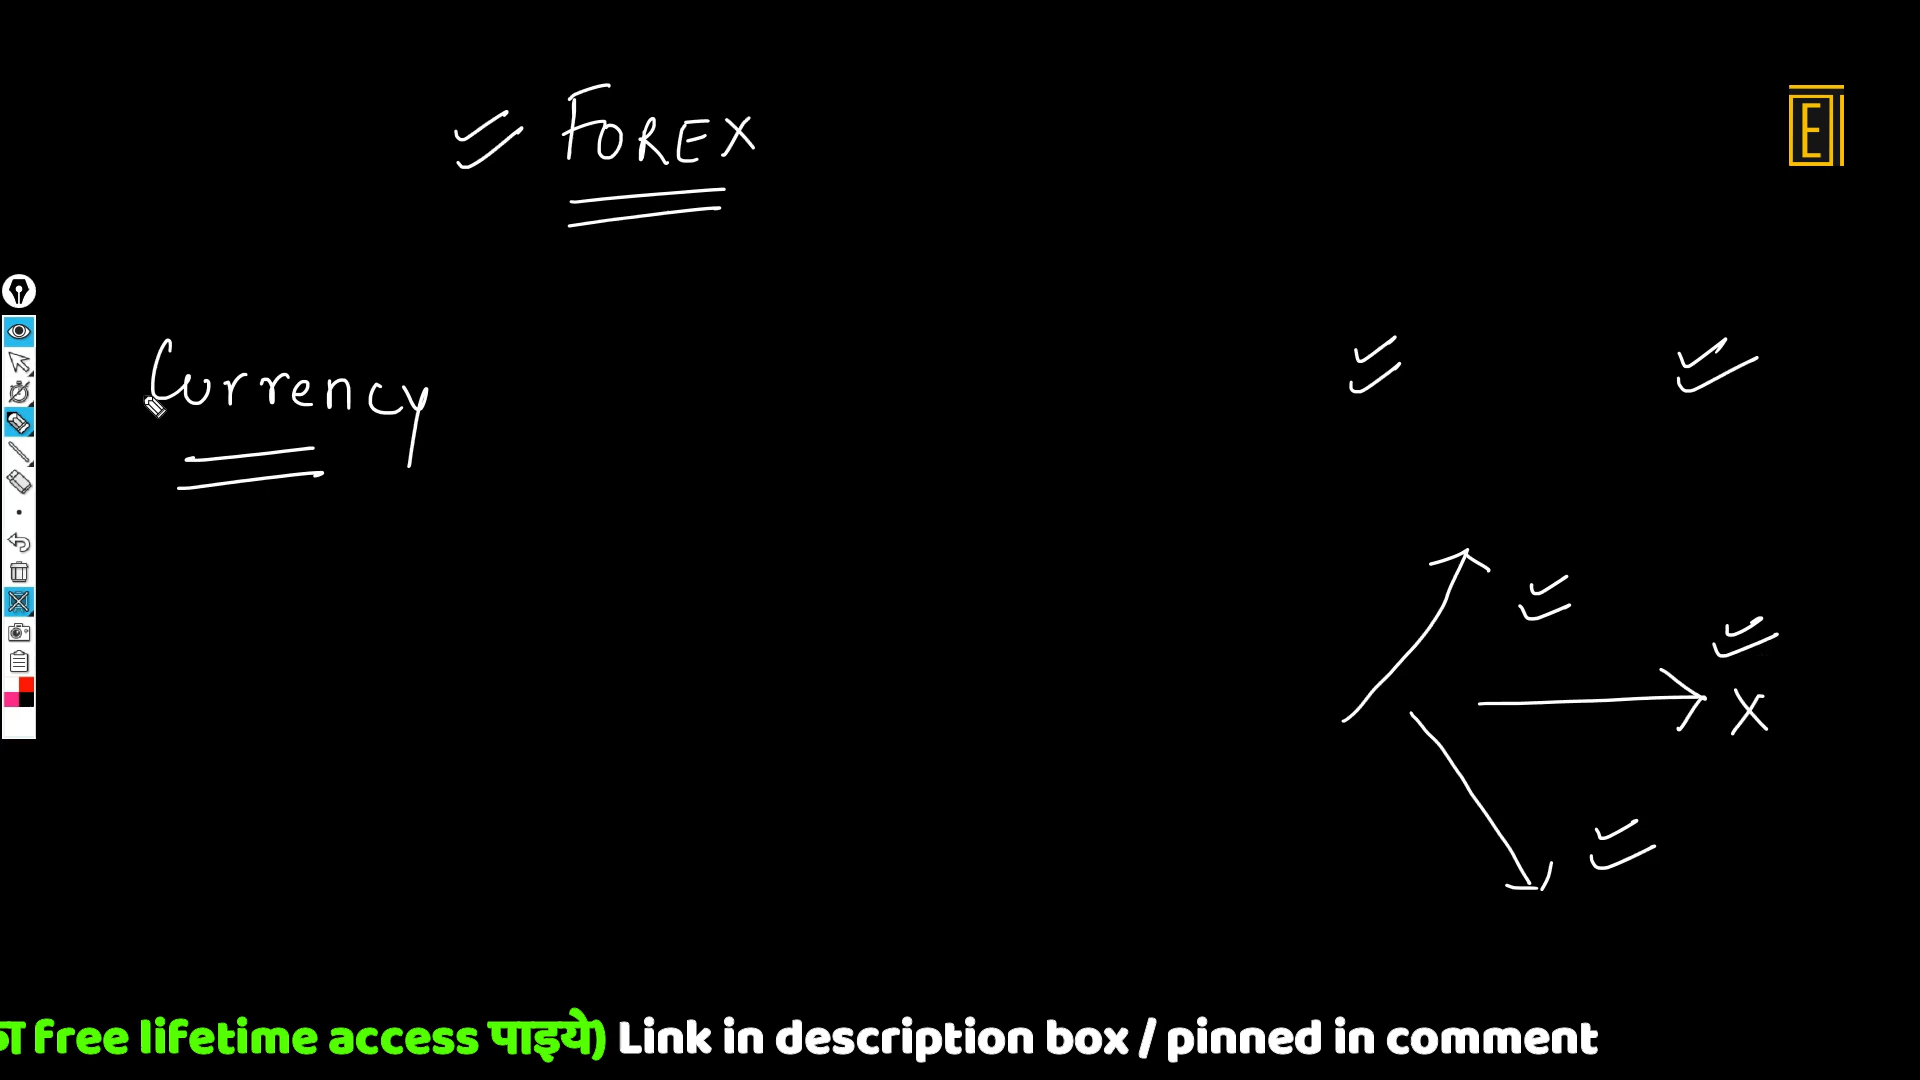 FOREX
E
Currency
X
free lifetime access पाइये) Link in description box / pinned in comment